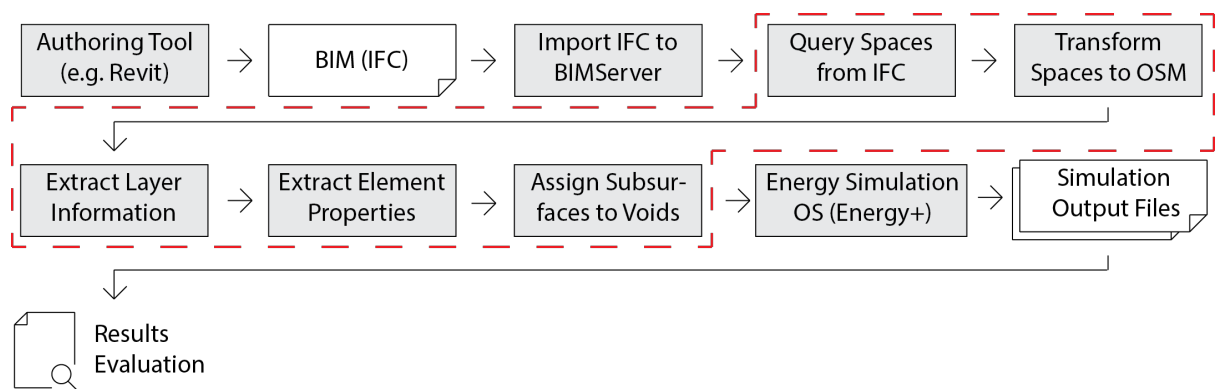 Authoring Tool
(e.g. Revit)
BIM (IFC)
Import IFC to
BIMServer
Query Spaces
from IFC
Transform
Spaces to OSM
Extract Layer
Information
Extract Element
Properties
Assign Subsur-
faces to Voids
Energy Simulation
OS (Energy+)
Simulation
Output Files
Results
Evaluation